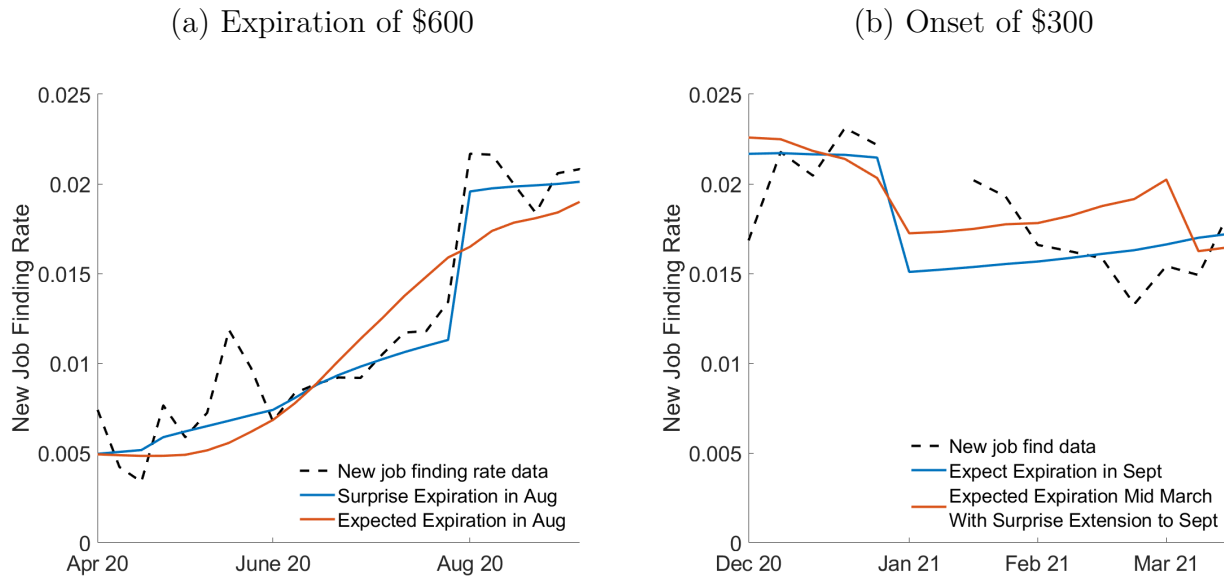 (a) Expiration of $600
New Job Finding Rate
0.025
0.02
0.015
0.01
0.005
0
Apr 20
June 20
Aug 20
New job finding rate data
Surprise Expiration in Aug
Expected Expiration in Aug
(b) Onset of $300
New Job Finding Rate
0.025
0.02
0.015
0.01
0.005
0
Dec 20
Jan 21
Feb 21
Mar 21
New job find data
Expect Expiration in Sept
Expected Expiration Mid March
With Surprise Extension to Sept